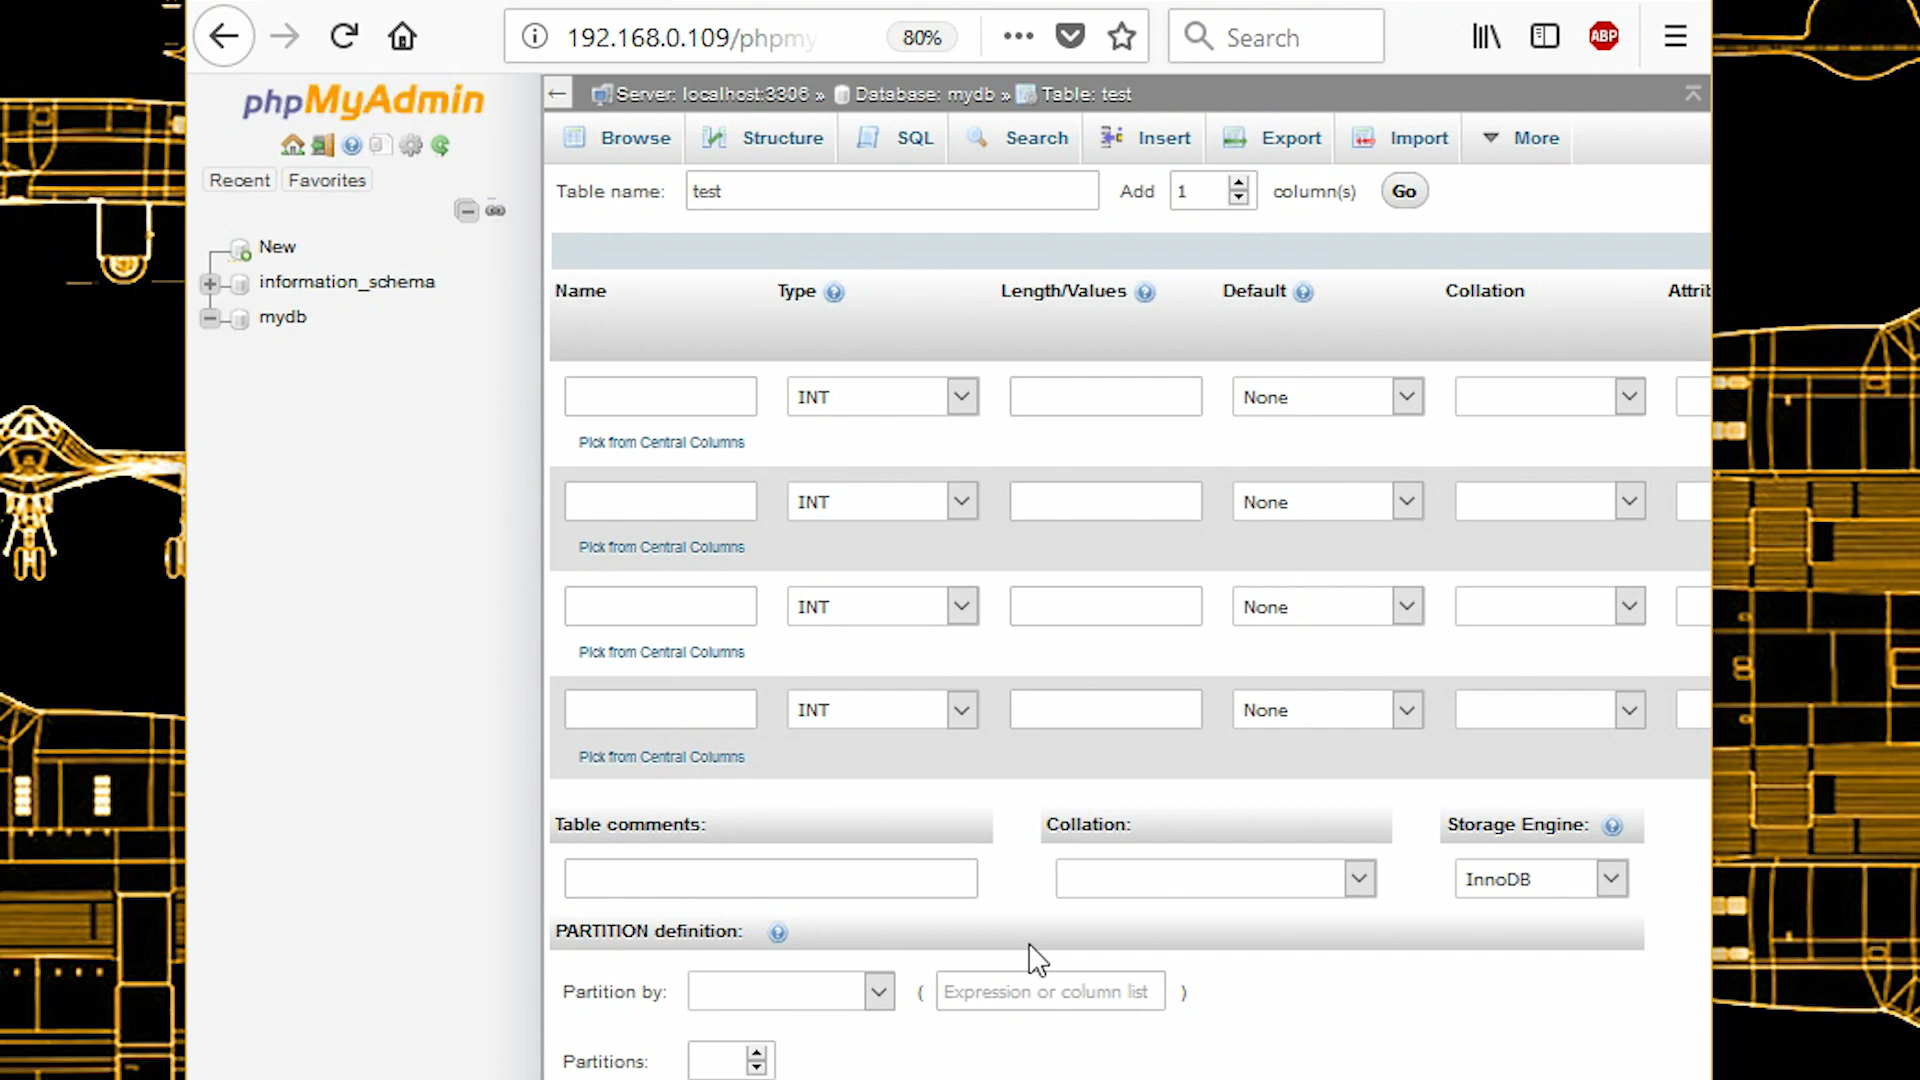 192.168.0.109/phpmy
80%
Search
ABP
phpMyAdmin
Recent
Favorites
New
information_schema
mydb
Server: localhost:3306 » Database: mydb » Table: test
Browse
Structure
SQL
Search
Insert
Export
Import
More
Table name: test Add 1 column(s) Go
Name Type Length/Values Default Collation Attrib
INT None
Pick from Central Columns
INT None
Pick from Central Columns
INT None
Pick from Central Columns
INT None
Pick from Central Columns
Table comments: Collation: Storage Engine:
InnoDB
PARTITION definition:
Partition by: ( Expression or column list )
Partitions: